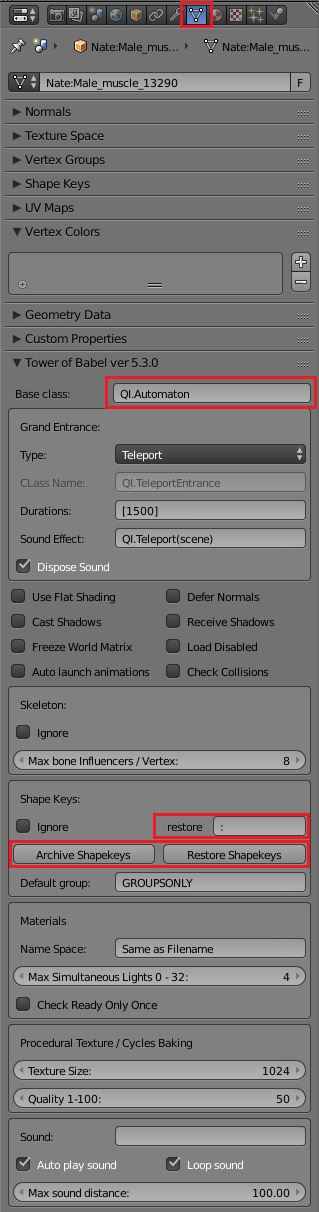 Nate:Male_mus... Nate:Male_mus...
Nate:Male_muscle_13290 F
Normals
Texture Space
Vertex Groups
Shape Keys
UV Maps
Vertex Colors
Geometry Data
Custom Properties
Tower of Babel ver 5.3.0
Base class: QI.Automaton
Grand Entrance:
Type: Teleport
CLass Name: QI.TeleportEntrance
Durations: [1500]
Sound Effect: QI.Teleport(scene)
Dispose Sound
Use Flat Shading Defer Normals
Cast Shadows Receive Shadows
Freeze World Matrix Load Disabled
Auto launch animations Check Collisions
Skeleton:
Ignore
Max bone Influencers / Vertex: 8
Shape Keys:
Ignore restore :
Archive Shapekeys Restore Shapekeys
Default group: GROUPSONLY
Materials
Name Space: Same as Filename
Max Simultaneous Lights 0 - 32: 4
Check Ready Only Once
Procedural Texture / Cycles Baking
Texture Size: 1024
Quality 1-100: 50
Sound:
Auto play sound Loop sound
Max sound distance: 100.00